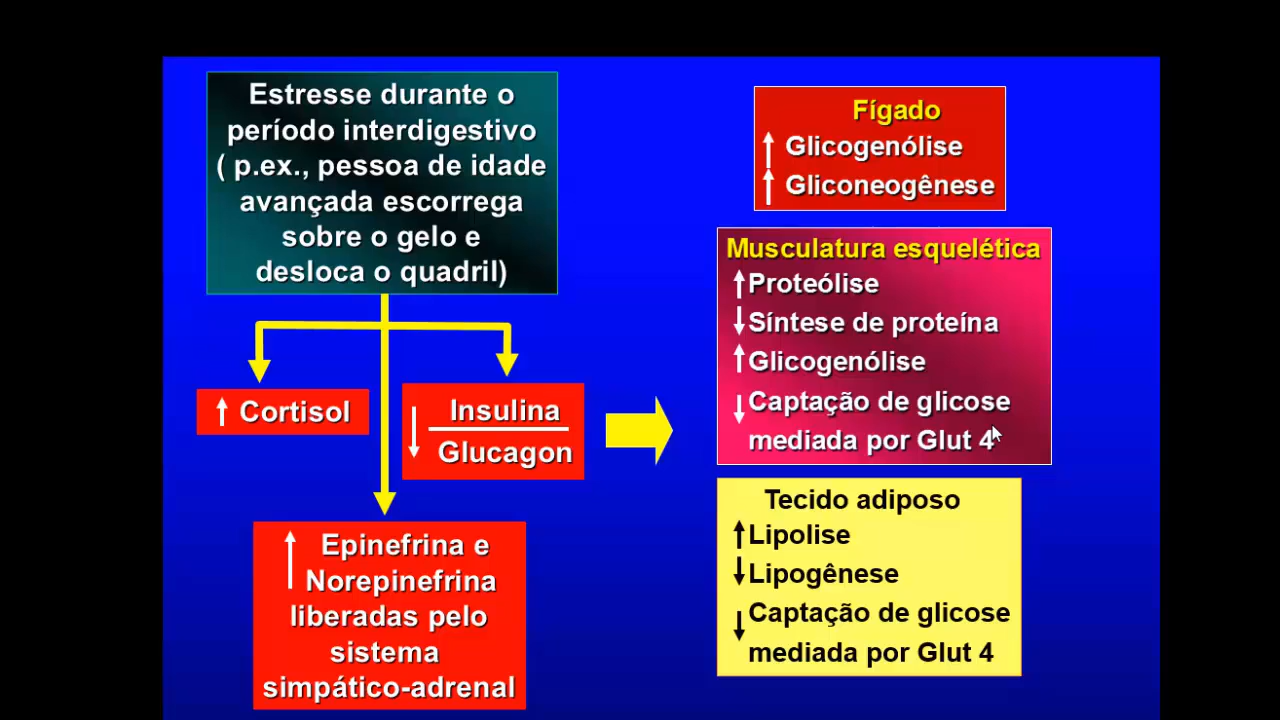 Estresse durante o
período interdigestivo
( p.ex., pessoa de idade
avançada escorrega
sobre o gelo e
desloca o quadril)
↑ Cortisol
↓ Insulina
Glucagon
↑ Epinefrina e
Norepinefrina
liberadas pelo
sistema
simpático-adrenal
Fígado
↑ Glicogenólise
↑ Gliconeogênese
Musculatura esquelética
↑ Proteólise
↓ Síntese de proteína
↑ Glicogenólise
↓ Captação de glicose
mediada por Glut 4
Tecido adiposo
↑ Lipolise
↓ Lipogênese
↓ Captação de glicose
mediada por Glut 4